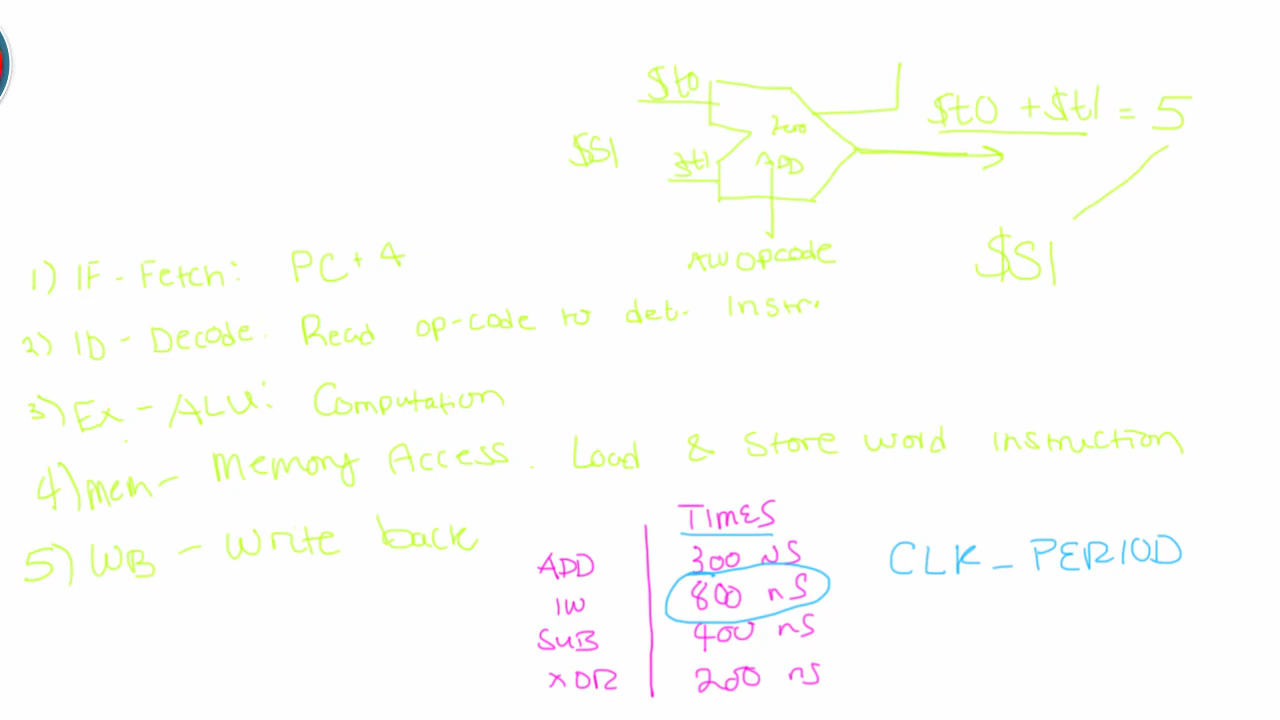 $t0
$t0 + $t1 = 5
ADD
$S1
$t1
ALU Opcode
$S1
1) IF - Fetch: PC + 4
2) ID - Decode. Read op-code to det. Instr.
3) Ex - ALU: Computation
4) mem - Memory Access. Load & Store word instruction
5) WB - Write back
TIMES
ADD 300 NS
CLK_PERIOD
lW 800 nS
SUB 400 nS
XOR 200 nS